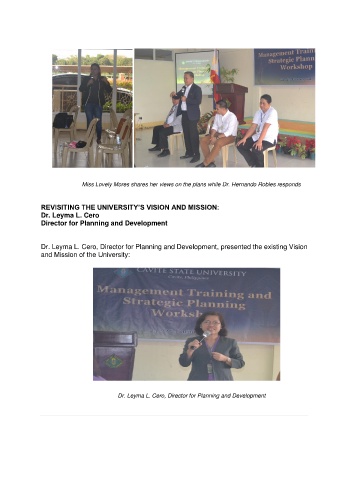 Management Train
Strategic Plann
Workshop
Miss Lovely Mores shares her views on the plans while Dr. Hernando Robles responds
REVISITING THE UNIVERSITY'S VISION AND MISSION:
Dr. Leyma L. Cero
Director for Planning and Development
Dr. Leyma L. Cero, Director for Planning and Development, presented the existing Vision
and Mission of the University:
CAVITE STATE UNIVERSITY
Management Training and
Strategic Planning
Worksh
Dr. Leyma L. Cero, Director for Planning and Development